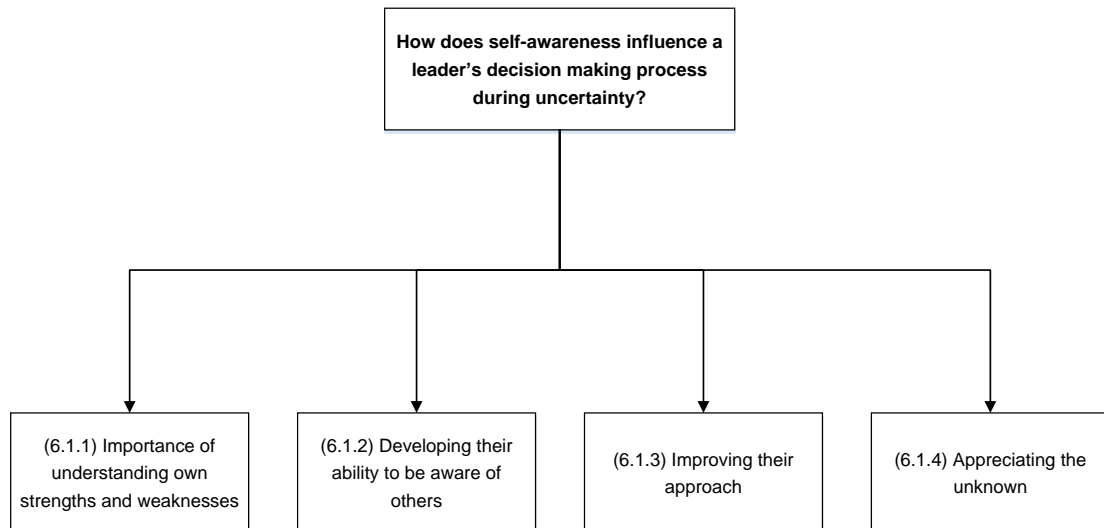 How does self-awareness influence a
leader’s decision making process
during uncertainty?
(6.1.1) Importance of
understanding own
strengths and weaknesses
(6.1.2) Developing their
ability to be aware of
others
(6.1.3) Improving their
approach
(6.1.4) Appreciating the
unknown